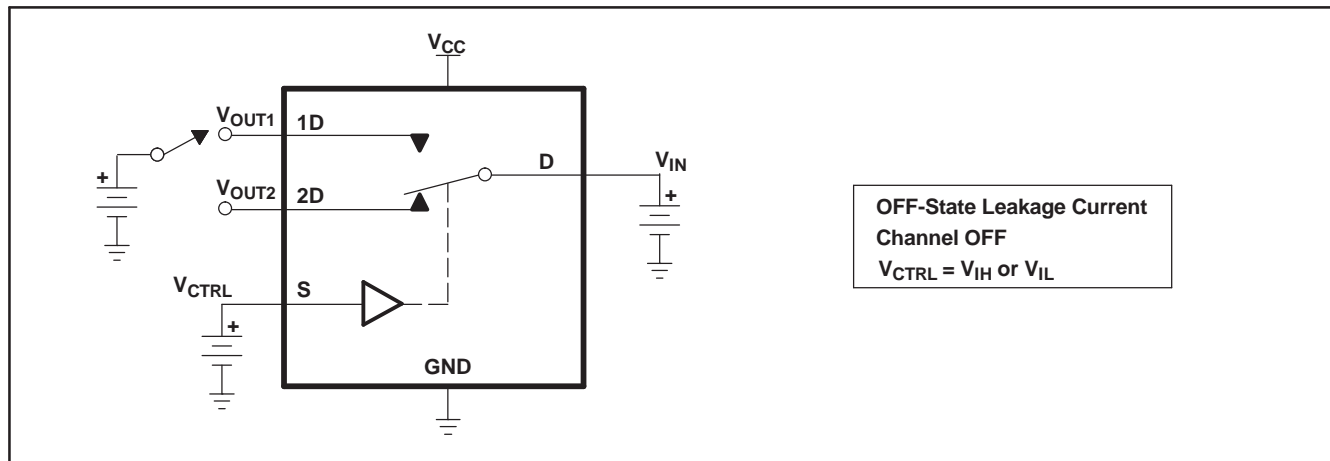 VCC
VOUT1
1D
D
VIN
+
+
VOUT2
2D
OFF-State Leakage Current
Channel OFF
VCTRL = VIH or VIL
VCTRL
S
+
GND